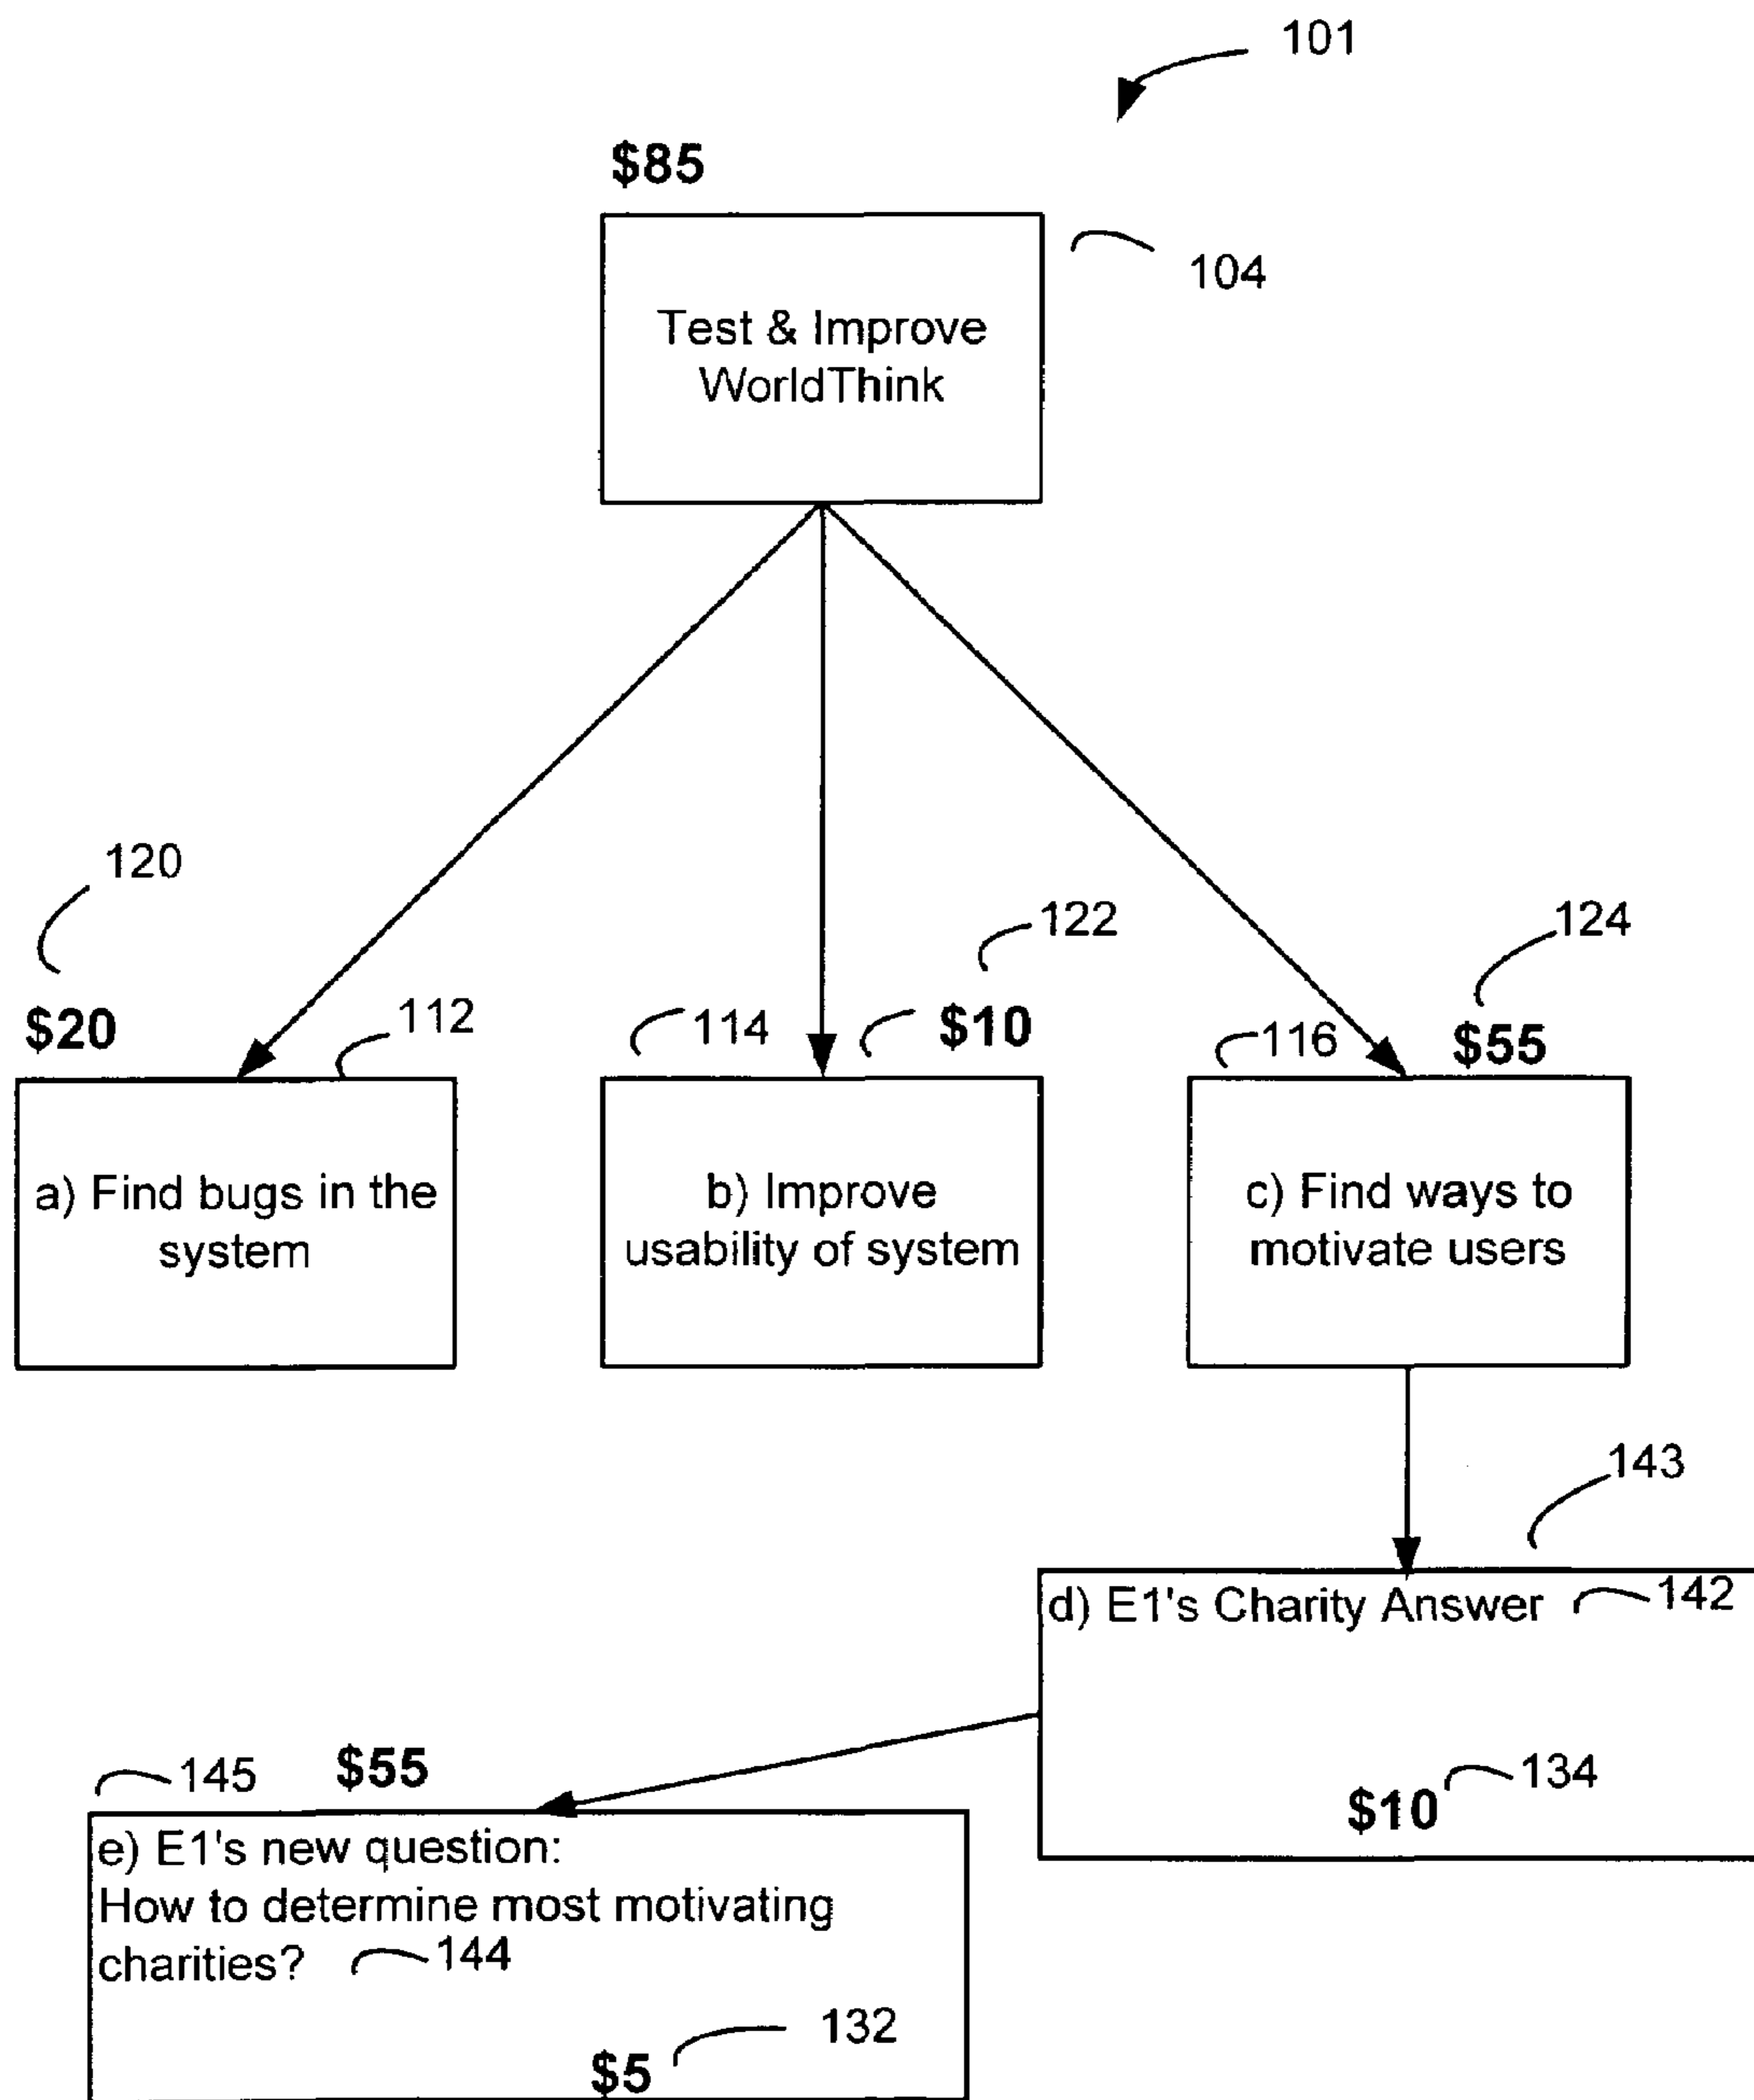 101
$85
104
Test & Improve
WorldThink
120
122
124
$20
112
114
$10
116
$55
a) Find bugs in the
system
b) Improve
usability of system
c) Find ways to
motivate users
143
d) E1's Charity Answer
142
145
$55
134
$10
e) E1's new question:
How to determine most motivating
charities?
144
132
$5